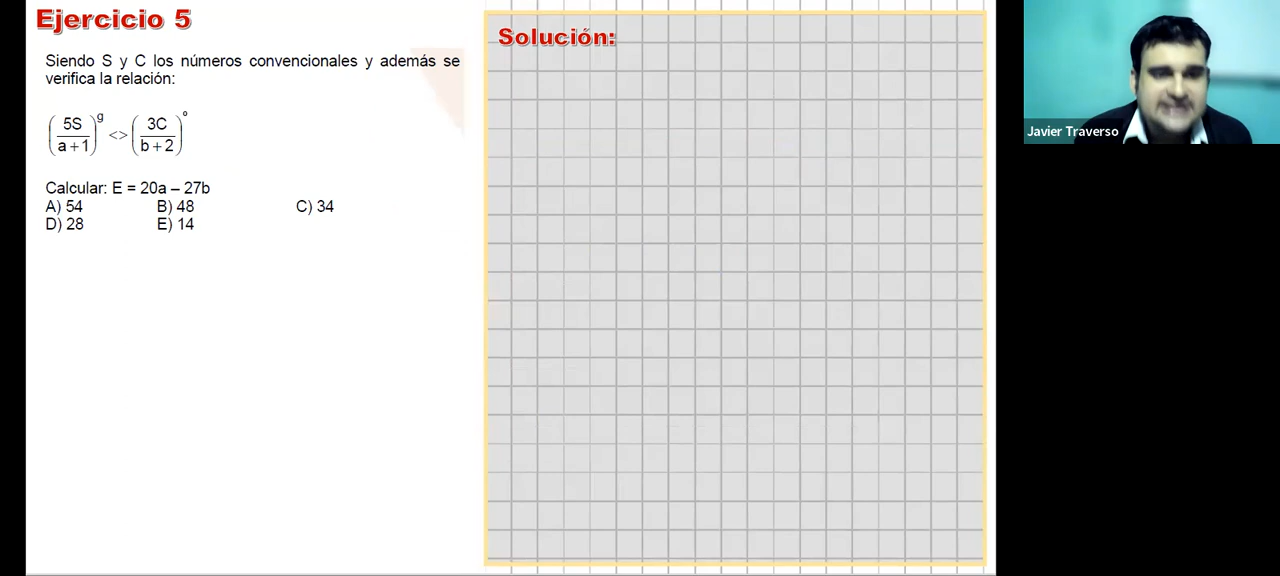 Ejercicio 5
Siendo S y C los números convencionales y además se
verifica la relación:
(5S/(a+1))^g <> (3C/(b+2))^°
Calcular: E = 20a – 27b
A) 54 B) 48 C) 34
D) 28 E) 14
Solución:
Javier Traverso